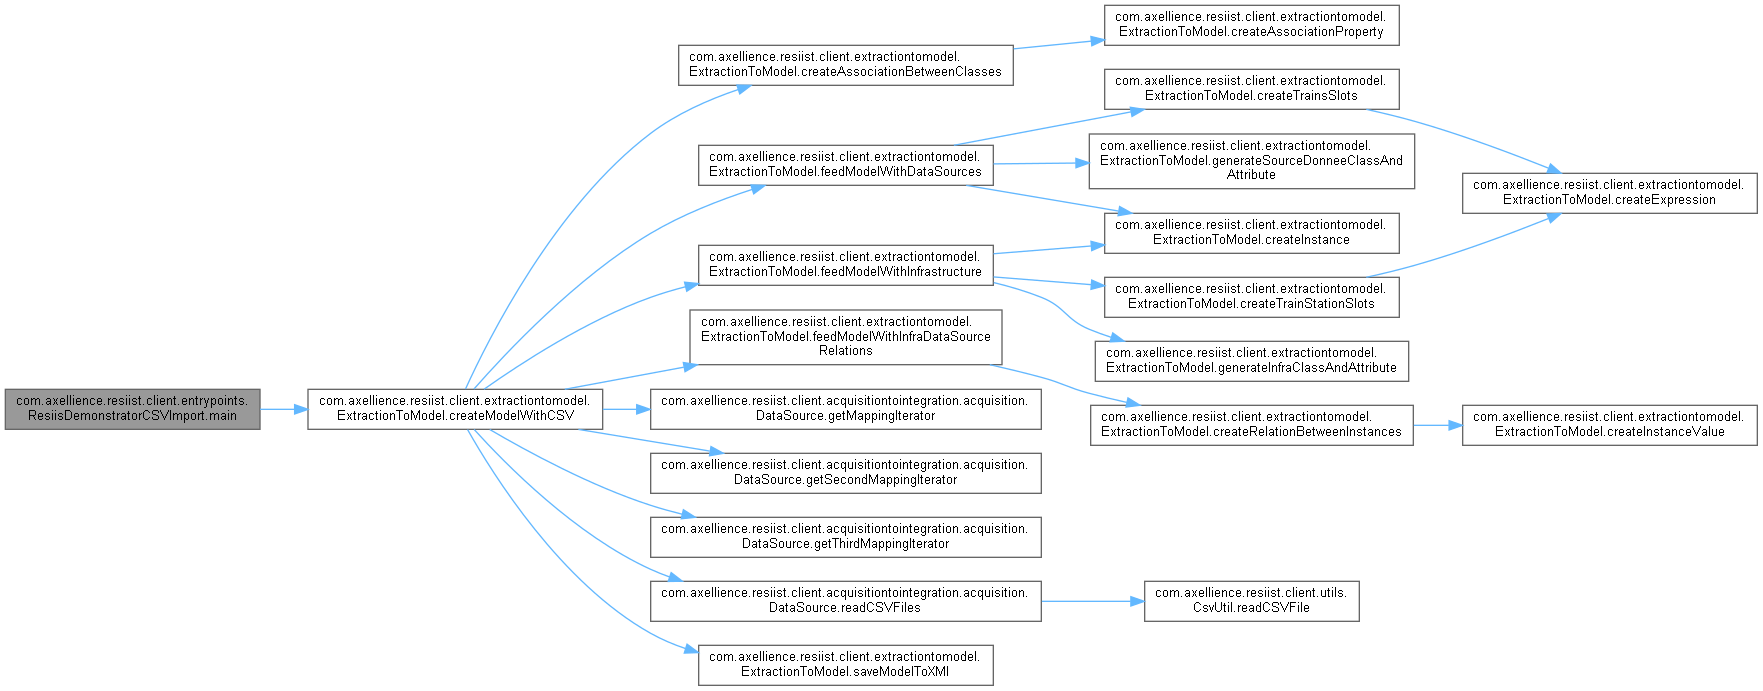 com.axellience.resiist.client.entrypoints.
ResiisDemonstratorCSVImport.main
com.axellience.resiist.client.extractiontomodel.
ExtractionToModel.createModelWithCSV
com.axellience.resiist.client.extractiontomodel.
ExtractionToModel.createAssociationBetweenClasses
com.axellience.resiist.client.extractiontomodel.
ExtractionToModel.createAssociationProperty
com.axellience.resiist.client.extractiontomodel.
ExtractionToModel.feedModelWithDataSources
com.axellience.resiist.client.extractiontomodel.
ExtractionToModel.createTrainsSlots
com.axellience.resiist.client.extractiontomodel.
ExtractionToModel.generateSourceDonneeClassAnd
Attribute
com.axellience.resiist.client.extractiontomodel.
ExtractionToModel.createInstance
com.axellience.resiist.client.extractiontomodel.
ExtractionToModel.createExpression
com.axellience.resiist.client.extractiontomodel.
ExtractionToModel.feedModelWithInfrastructure
com.axellience.resiist.client.extractiontomodel.
ExtractionToModel.createTrainStationSlots
com.axellience.resiist.client.extractiontomodel.
ExtractionToModel.generateInfraClassAndAttribute
com.axellience.resiist.client.extractiontomodel.
ExtractionToModel.feedModelWithInfraDataSource
Relations
com.axellience.resiist.client.extractiontomodel.
ExtractionToModel.createRelationBetweenInstances
com.axellience.resiist.client.extractiontomodel.
ExtractionToModel.createInstanceValue
com.axellience.resiist.client.acquisitiontointegration.acquisition.
DataSource.getMappingIterator
com.axellience.resiist.client.acquisitiontointegration.acquisition.
DataSource.getSecondMappingIterator
com.axellience.resiist.client.acquisitiontointegration.acquisition.
DataSource.getThirdMappingIterator
com.axellience.resiist.client.acquisitiontointegration.acquisition.
DataSource.readCSVFiles
com.axellience.resiist.client.utils.
CsvUtil.readCSVFile
com.axellience.resiist.client.extractiontomodel.
ExtractionToModel.saveModelToXMI